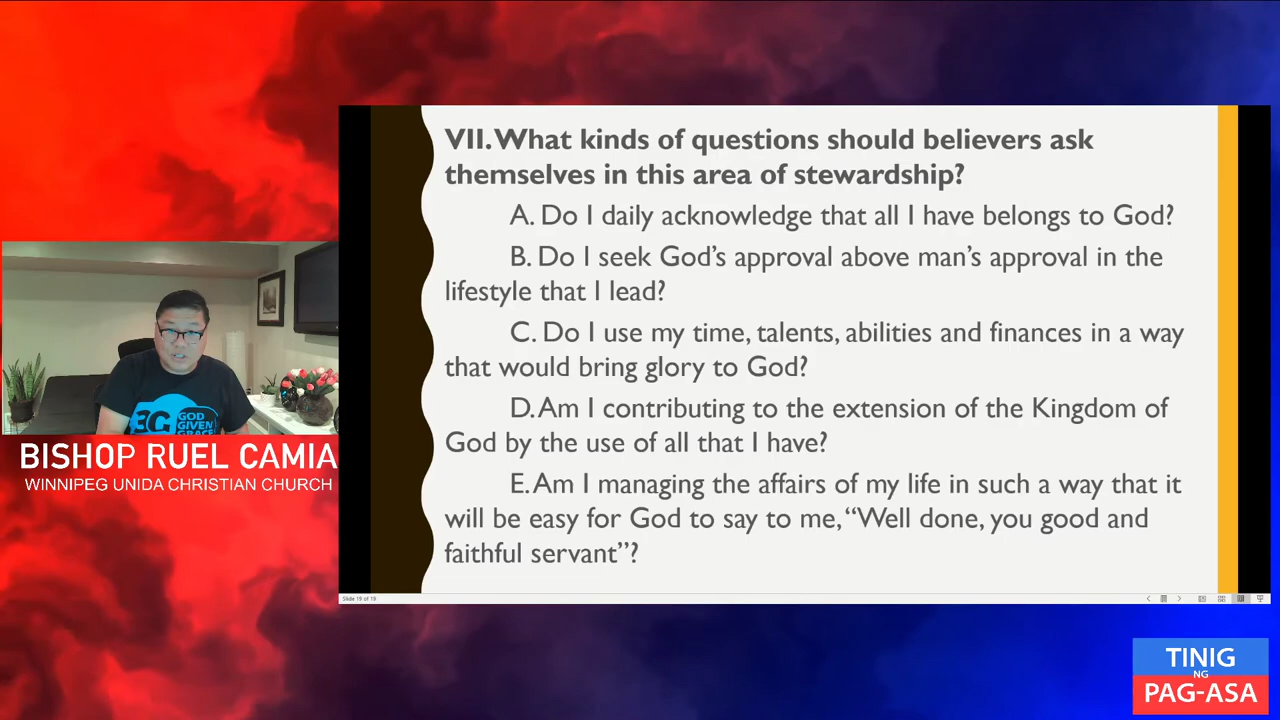 VII. What kinds of questions should believers ask
themselves in this area of stewardship?
A. Do I daily acknowledge that all I have belongs to God?
B. Do I seek God's approval above man's approval in the
lifestyle that I lead?
C. Do I use my time, talents, abilities and finances in a way
that would bring glory to God?
D. Am I contributing to the extension of the Kingdom of
God by the use of all that I have?
E. Am I managing the affairs of my life in such a way that it
will be easy for God to say to me, “Well done, you good and
faithful servant”?
Slide 19 of 19
3G GOD
GIVEN
GRACE
BISHOP RUEL CAMIA
WINNIPEG UNIDA CHRISTIAN CHURCH
TINIG
NG
PAG-ASA